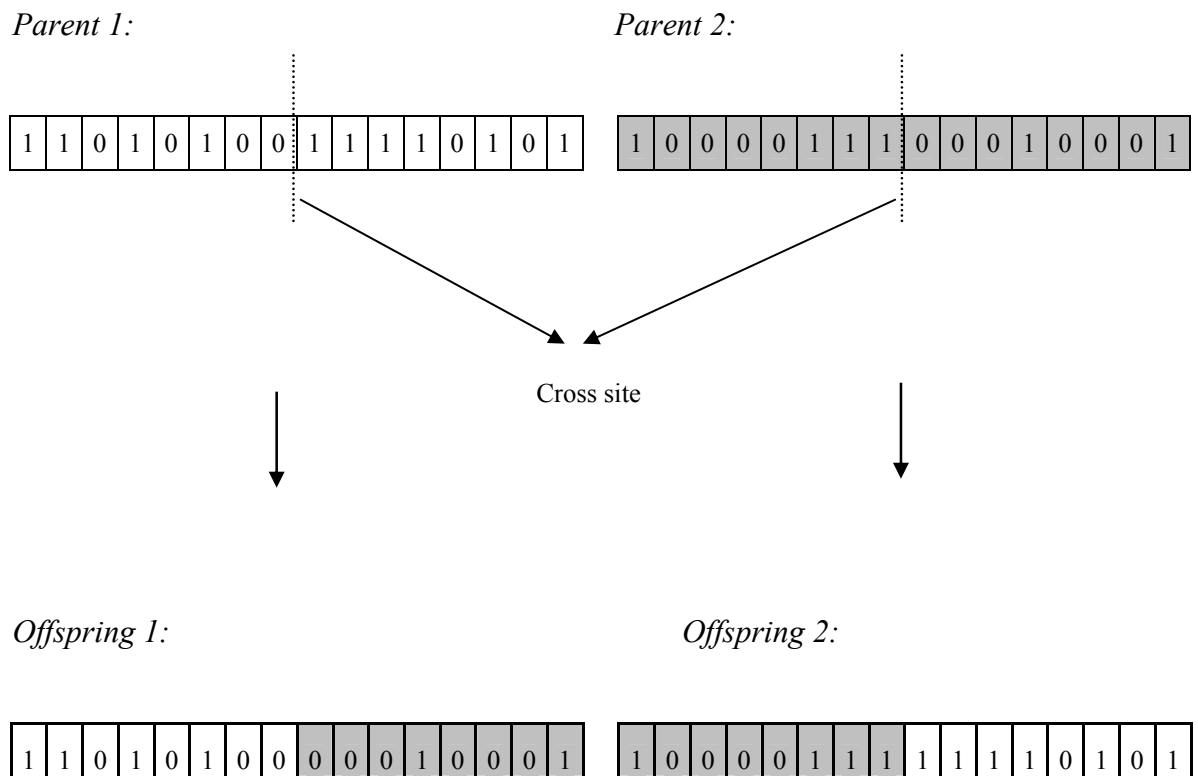 Parent 1: Parent 2:
1 1 0 1 0 1 0 0 1 1 1 1 0 1 0 1 1 0 0 0 0 1 1 1 0 0 0 1 0 0 0 1
Cross site
Offspring 1: Offspring 2:
1 1 0 1 0 1 0 0 0 0 0 1 0 0 0 1 1 0 0 0 0 1 1 1 1 1 1 1 0 1 0 1